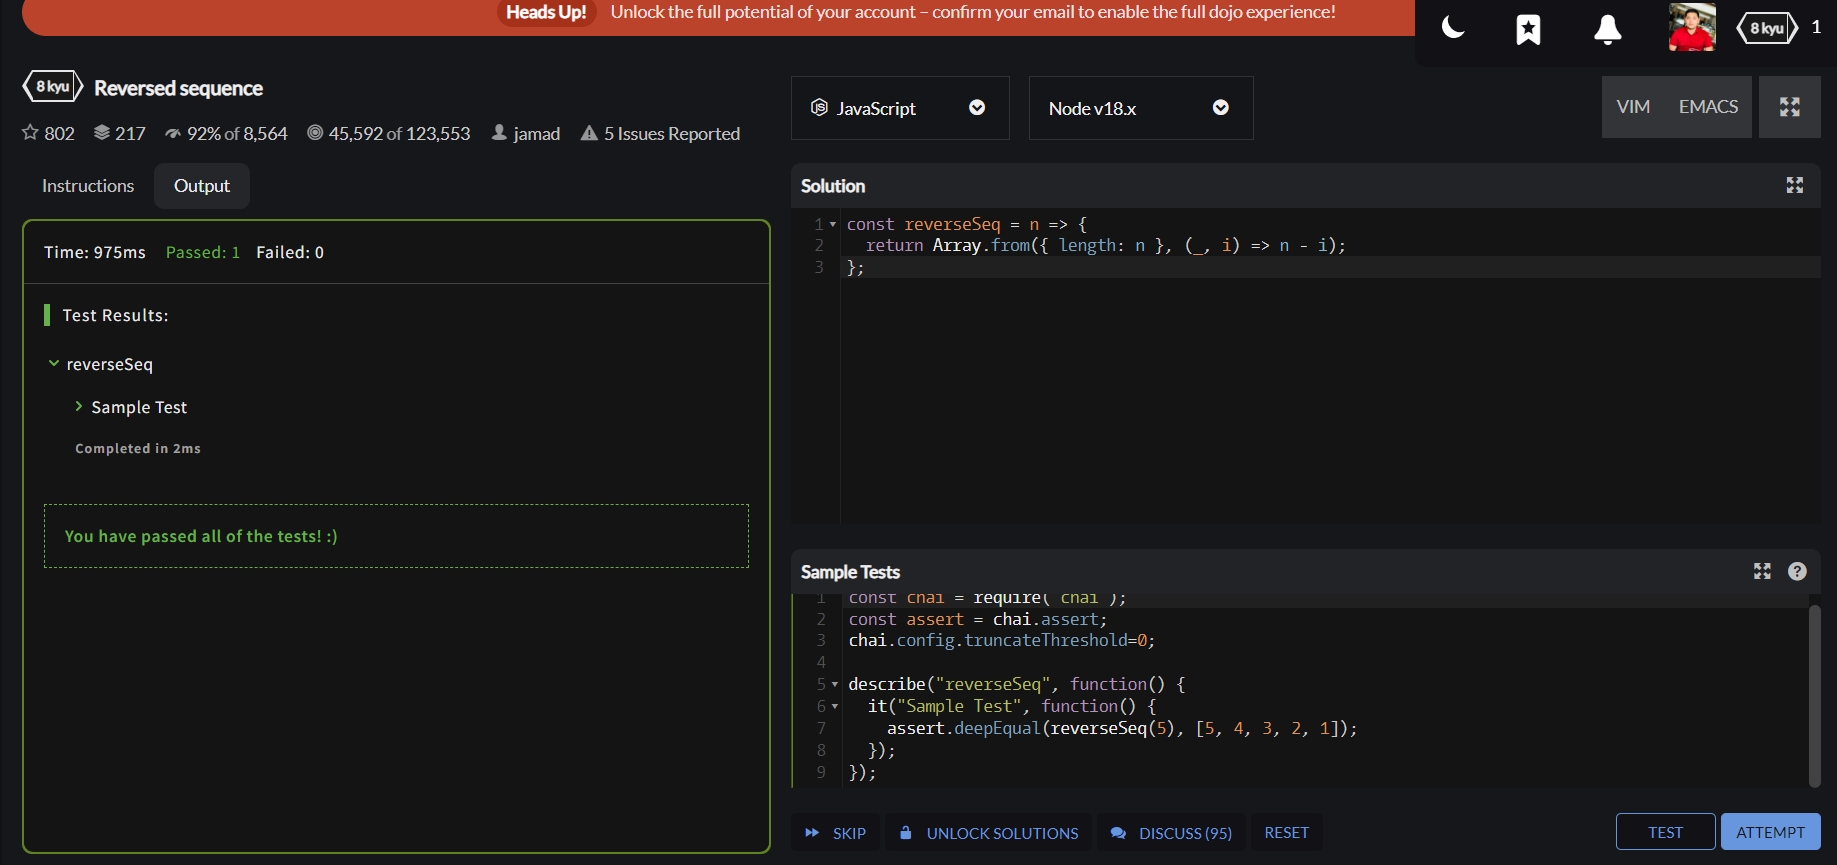 Heads Up! Unlock the full potential of your account – confirm your email to enable the full dojo experience!
8 kyu 1
8 kyu Reversed sequence
802 217 92% of 8,564 45,592 of 123,553 jamad 5 Issues Reported
JavaScript
Node v18.x
VIM EMACS
Instructions Output
Time: 975ms Passed: 1 Failed: 0
Test Results:
reverseSeq
Sample Test
Completed in 2ms
You have passed all of the tests! :)
Solution
1 const reverseSeq = n => {
2 return Array.from({ length: n }, (_, i) => n - i);
3 };
Sample Tests
1 const chai = require( chai );
2 const assert = chai.assert;
3 chai.config.truncateThreshold=0;
4
5 describe("reverseSeq", function() {
6 it("Sample Test", function() {
7 assert.deepEqual(reverseSeq(5), [5, 4, 3, 2, 1]);
8 });
9 });
SKIP UNLOCK SOLUTIONS DISCUSS (95) RESET
TEST ATTEMPT